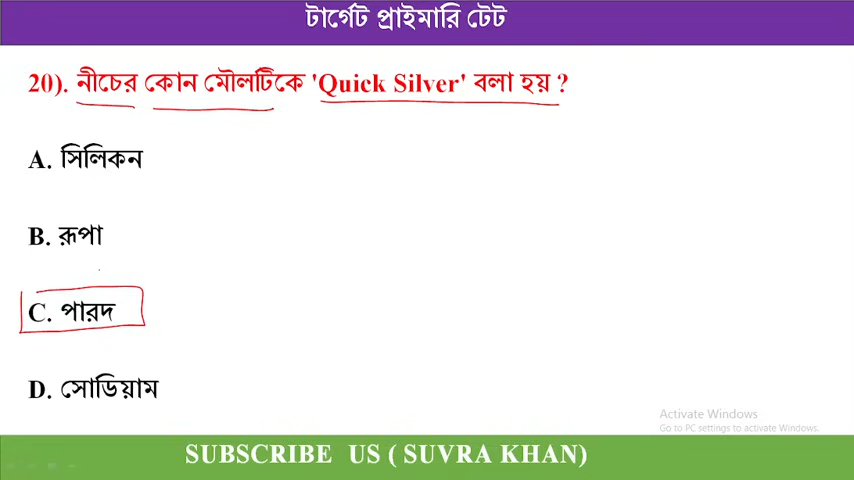 টার্গেট প্রাইমারি টেট
20). নীচের কোন মৌলটিকে 'Quick Silver' বলা হয় ?
A. সিলিকন
B. রূপা
C. পারদ
D. সোডিয়াম
Activate Windows
Go to PC settings to activate Windows.
SUBSCRIBE US ( SUVRA KHAN)